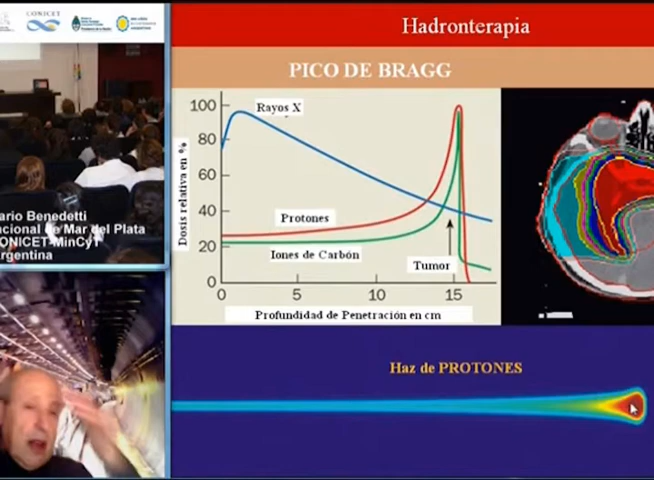 CONICET
Hadronterapia
PICO DE BRAGG
100
80
60
40
20
0
Dosis relativa en %
Rayos X
Protones
Iones de Carbón
Tumor
0
5
10
15
Profundidad de Penetración en cm
ario Benedetti
acional de Mar del Plata
ONICET-MinCyT
rgentina
Haz de PROTONES